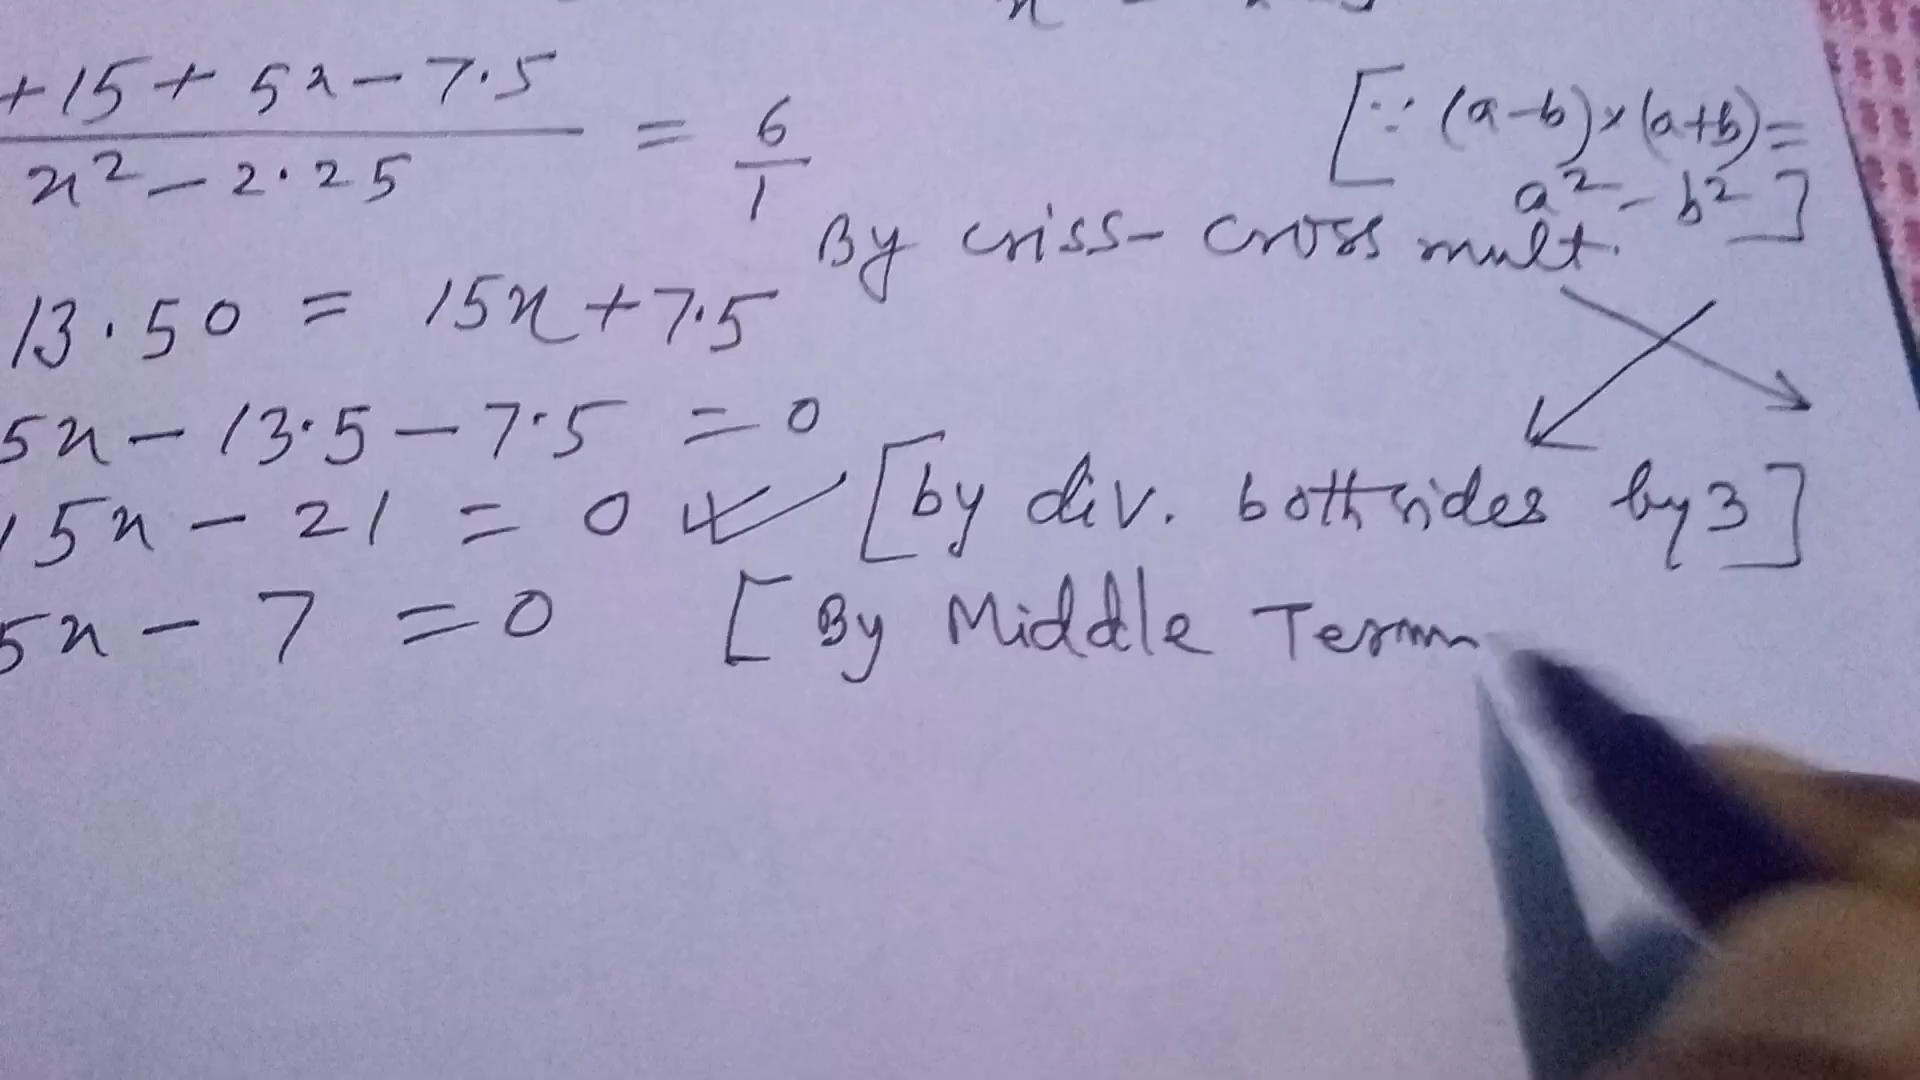 +15 + 5x - 7.5
x² - 2.25
= 6/1
[∵ (a-b)×(a+b)=
a² - b²]
By criss-cross mult.
13.50 = 15x + 7.5
5x - 13.5 - 7.5 = 0
15x - 21 = 0 [by div. both sides by 3]
5x - 7 = 0 [By Middle Term